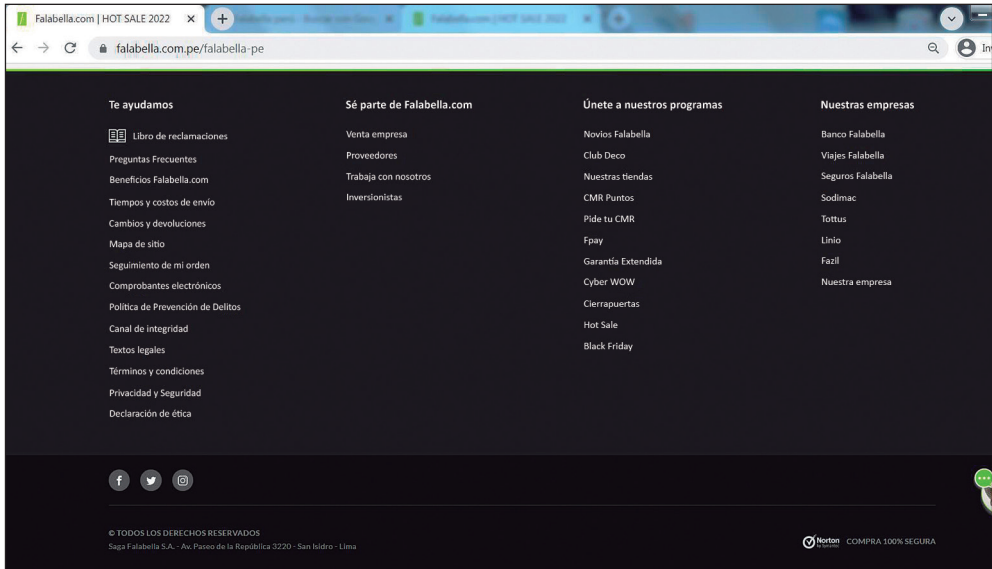 Falabella.com | HOT SALE 2022
falabella.com.pe/falabella-pe
Te ayudamos
Libro de reclamaciones
Preguntas Frecuentes
Beneficios Falabella.com
Tiempos y costos de envío
Cambios y devoluciones
Mapa de sitio
Seguimiento de mi orden
Comprobantes electrónicos
Política de Prevención de Delitos
Canal de integridad
Textos legales
Términos y condiciones
Privacidad y Seguridad
Declaración de ética
Sé parte de Falabella.com
Venta empresa
Proveedores
Trabaja con nosotros
Inversionistas
Únete a nuestros programas
Novios Falabella
Club Deco
Nuestras tiendas
CMR Puntos
Pide tu CMR
Fpay
Garantía Extendida
Cyber WOW
Cierrapuertas
Hot Sale
Black Friday
Nuestras empresas
Banco Falabella
Viajes Falabella
Seguros Falabella
Sodimac
Tottus
Linio
Fazil
Nuestra empresa
© TODOS LOS DERECHOS RESERVADOS
Saga Falabella S.A. - Av. Paseo de la República 3220 - San Isidro - Lima
Norton
COMPRA 100% SEGURA